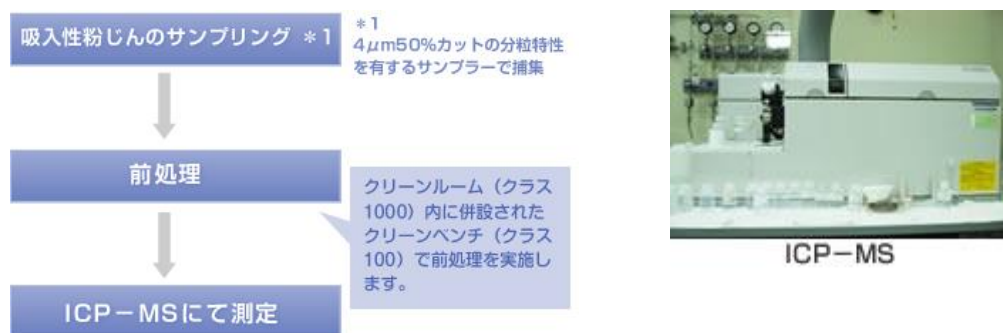 吸入性粉じんのサンプリング *1
*1
4μm50%カットの分粒特性
を有するサンプラーで捕集
前処理
クリーンルーム（クラス
1000）内に併設された
クリーンベンチ（クラス
100）で前処理を実施し
ます。
ICP－MSにて測定
ICP－MS